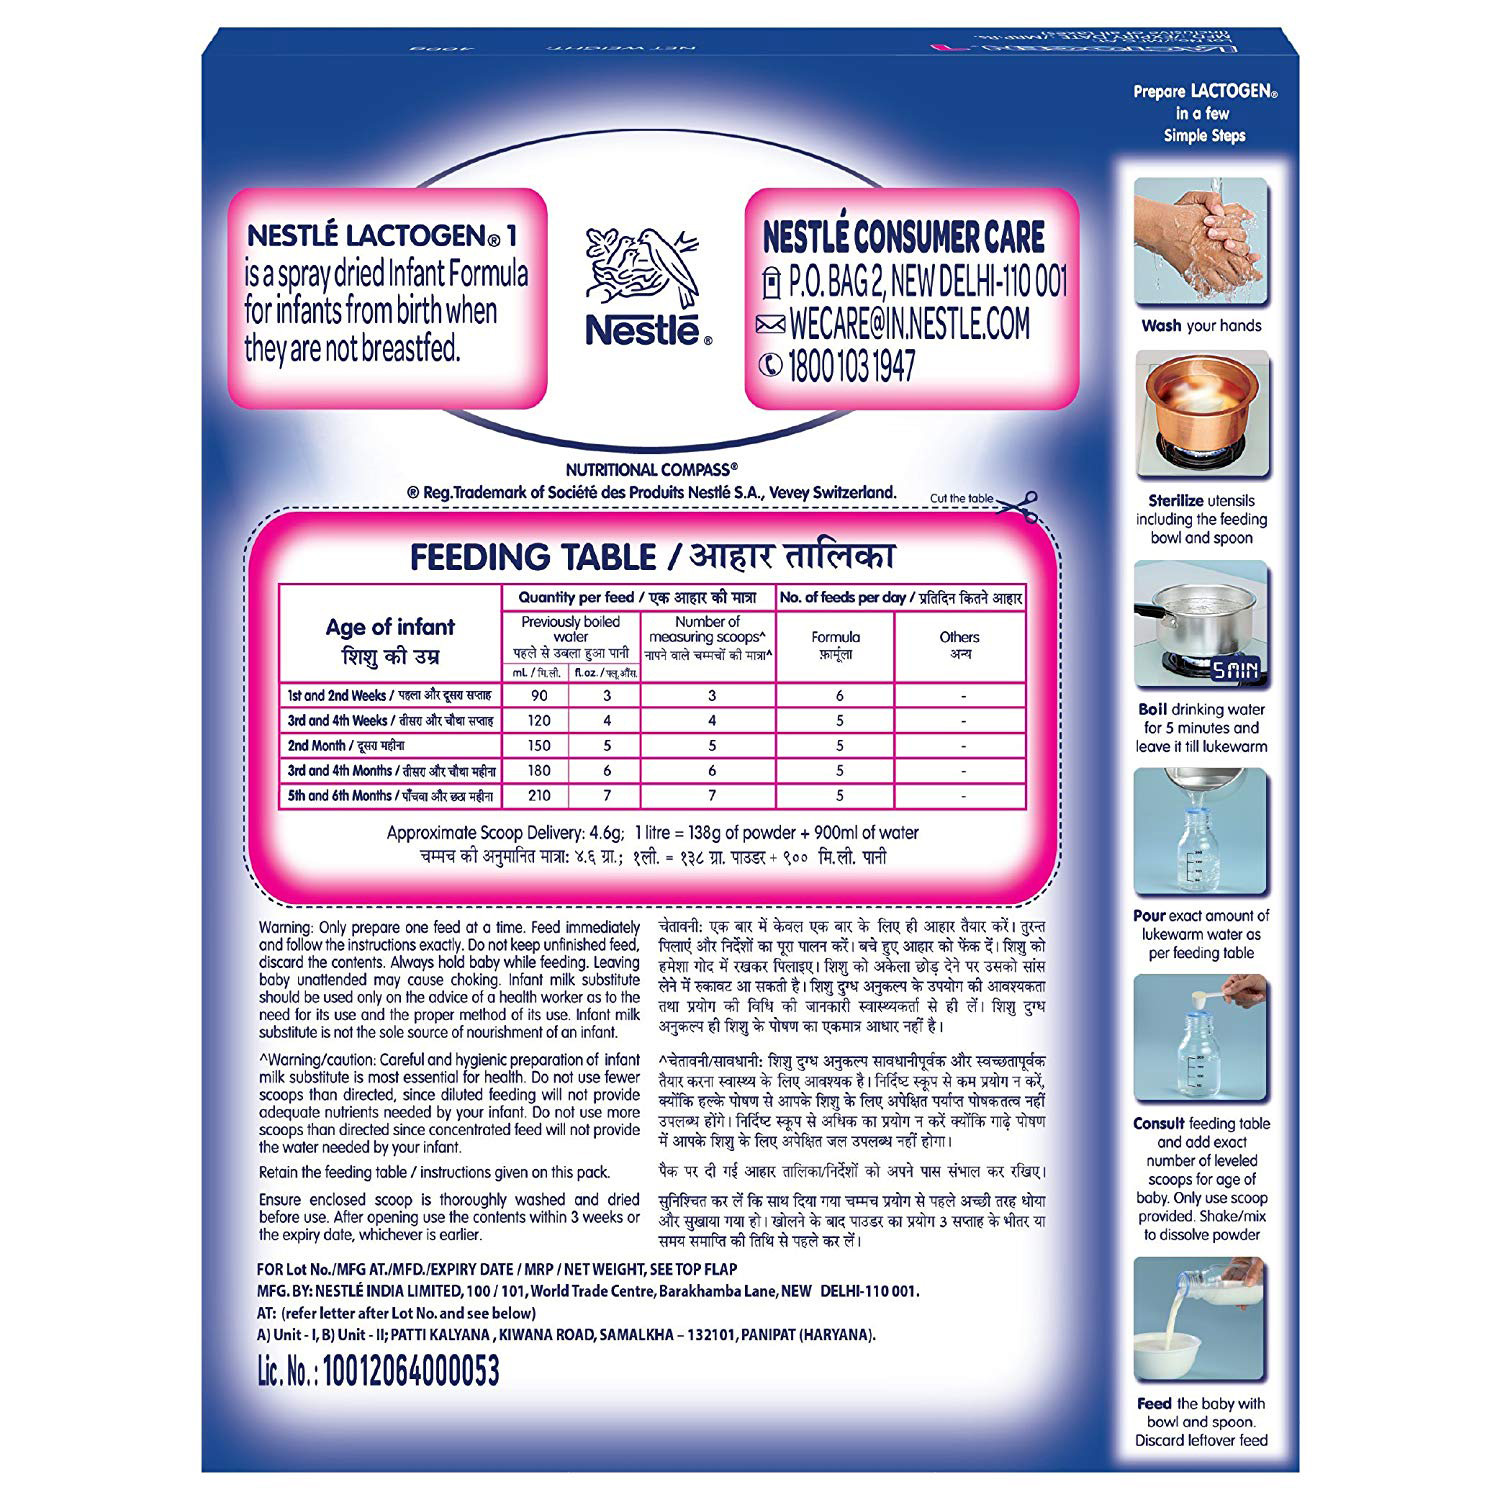 400g
NET WEIGHT:
LACTOGEN® 1
Prepare LACTOGEN®
in a few
Simple Steps
NESTLÉ LACTOGEN® 1
is a spray dried Infant Formula
for infants from birth when
they are not breastfed.
Nestlé®
NESTLÉ CONSUMER CARE
P.O. BAG 2, NEW DELHI-110 001
WECARE@IN.NESTLE.COM
1800 103 1947
NUTRITIONAL COMPASS®
® Reg.Trademark of Société des Produits Nestlé S.A., Vevey Switzerland.
Cut the table
FEEDING TABLE / आहार तालिका
Age of infant
शिशु की उम्र
Quantity per feed / एक आहार की मात्रा
No. of feeds per day / प्रतिदिन कितने आहार
Previously boiled
water
पहले से उबला हुआ पानी
mL / मि.ली.
fl.oz. / फ्लू.औंस.
Number of
measuring scoops^
नापने वाले चम्मचों की मात्रा^
Formula
फ़ार्मूला
Others
अन्य
1st and 2nd Weeks / पहला और दूसरा सप्ताह 90 3 3 6 -
3rd and 4th Weeks / तीसरा और चौथा सप्ताह 120 4 4 5 -
2nd Month / दूसरा महीना 150 5 5 5 -
3rd and 4th Months / तीसरा और चौथा महीना 180 6 6 5 -
5th and 6th Months / पाँचवा और छठा महीना 210 7 7 5 -
Approximate Scoop Delivery: 4.6g; 1 litre = 138g of powder + 900ml of water
चम्मच की अनुमानित मात्रा: ४.६ ग्रा.; १ली. = १३८ ग्रा. पाउडर + ९०० मि.ली. पानी
Warning: Only prepare one feed at a time. Feed immediately
and follow the instructions exactly. Do not keep unfinished feed,
discard the contents. Always hold baby while feeding. Leaving
baby unattended may cause choking. Infant milk substitute
should be used only on the advice of a health worker as to the
need for its use and the proper method of its use. Infant milk
substitute is not the sole source of nourishment of an infant.
^Warning/caution: Careful and hygienic preparation of infant
milk substitute is most essential for health. Do not use fewer
scoops than directed, since diluted feeding will not provide
adequate nutrients needed by your infant. Do not use more
scoops than directed since concentrated feed will not provide
the water needed by your infant.
Retain the feeding table / instructions given on this pack.
Ensure enclosed scoop is thoroughly washed and dried
before use. After opening use the contents within 3 weeks or
the expiry date, whichever is earlier.
चेतावनी: एक बार में केवल एक बार के लिए ही आहार तैयार करें। तुरन्त
पिलाएं और निर्देशों का पूरा पालन करें। बचे हुए आहार को फेंक दें। शिशु को
हमेशा गोद में रखकर पिलाइए। शिशु को अकेला छोड़ देने पर उसको सांस
लेने में रुकावट आ सकती है। शिशु दुग्ध अनुकल्प के उपयोग की आवश्यकता
तथा प्रयोग की विधि की जानकारी स्वास्थ्यकर्ता से ही लें। शिशु दुग्ध
अनुकल्प ही शिशु के पोषण का एकमात्र आधार नहीं है।
^चेतावनी/सावधानी: शिशु दुग्ध अनुकल्प सावधानीपूर्वक और स्वच्छतापूर्वक
तैयार करना स्वास्थ्य के लिए आवश्यक है। निर्दिष्ट स्कूप से कम प्रयोग न करें,
क्योंकि हल्के पोषण से आपके शिशु के लिए अपेक्षित पर्याप्त पोषकतत्व नहीं
उपलब्ध होंगे। निर्दिष्ट स्कूप से अधिक का प्रयोग न करें क्योंकि गाढ़े पोषण
में आपके शिशु के लिए अपेक्षित जल उपलब्ध नहीं होगा।
पैक पर दी गई आहार तालिका/निर्देशों को अपने पास संभाल कर रखिए।
सुनिश्चित कर लें कि साथ दिया गया चम्मच प्रयोग से पहले अच्छी तरह धोया
और सुखाया गया हो। खोलने के बाद पाउडर का प्रयोग 3 सप्ताह के भीतर या
समय समाप्ति की तिथि से पहले कर लें।
FOR Lot No./MFG AT./MFD./EXPIRY DATE / MRP / NET WEIGHT, SEE TOP FLAP
MFG. BY: NESTLÉ INDIA LIMITED, 100 / 101, World Trade Centre, Barakhamba Lane, NEW DELHI-110 001.
AT: (refer letter after Lot No. and see below)
A) Unit - I, B) Unit - II; PATTI KALYANA , KIWANA ROAD, SAMALKHA – 132101, PANIPAT (HARYANA).
Lic. No. : 10012064000053
Wash your hands
Sterilize utensils
including the feeding
bowl and spoon
5 MIN
Boil drinking water
for 5 minutes and
leave it till lukewarm
Pour exact amount of
lukewarm water as
per feeding table
Consult feeding table
and add exact
number of leveled
scoops for age of
baby. Only use scoop
provided. Shake/mix
to dissolve powder
Feed the baby with
bowl and spoon.
Discard leftover feed